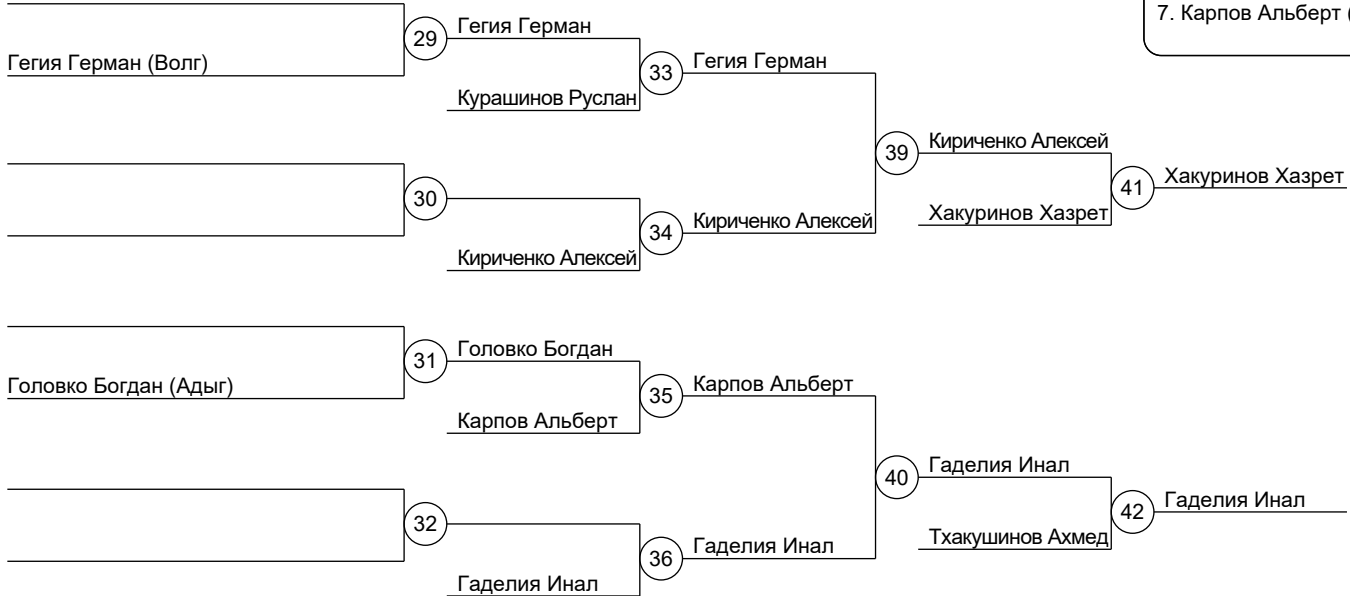 7. Карпов Альберт (
29
Гегия Герман
Гегия Герман (Волг)
33
Гегия Герман
Курашинов Руслан
39
Кириченко Алексей
41
Хакуринов Хазрет
30
Хакуринов Хазрет
34
Кириченко Алексей
Кириченко Алексей
31
Головко Богдан
Головко Богдан (Адыг)
35
Карпов Альберт
Карпов Альберт
40
Гаделия Инал
42
Гаделия Инал
32
Тхакушинов Ахмед
36
Гаделия Инал
Гаделия Инал